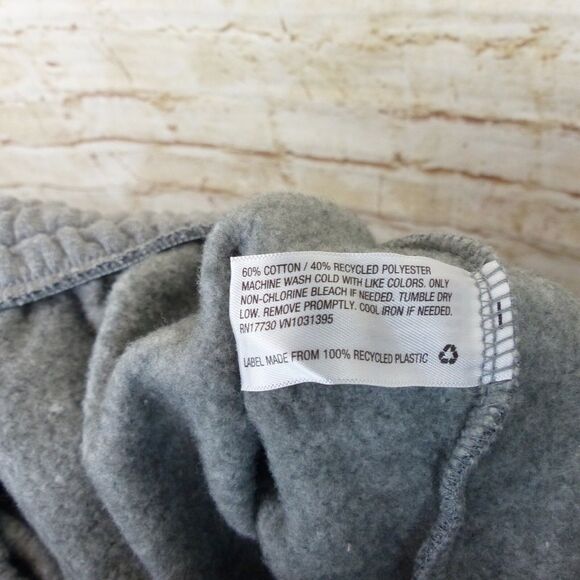 60% COTTON / 40% RECYCLED POLYESTER
MACHINE WASH COLD WITH LIKE COLORS. ONLY
NON-CHLORINE BLEACH IF NEEDED. TUMBLE DRY
LOW. REMOVE PROMPTLY. COOL IRON IF NEEDED.
RN17730 VN1031395
LABEL MADE FROM 100% RECYCLED PLASTIC